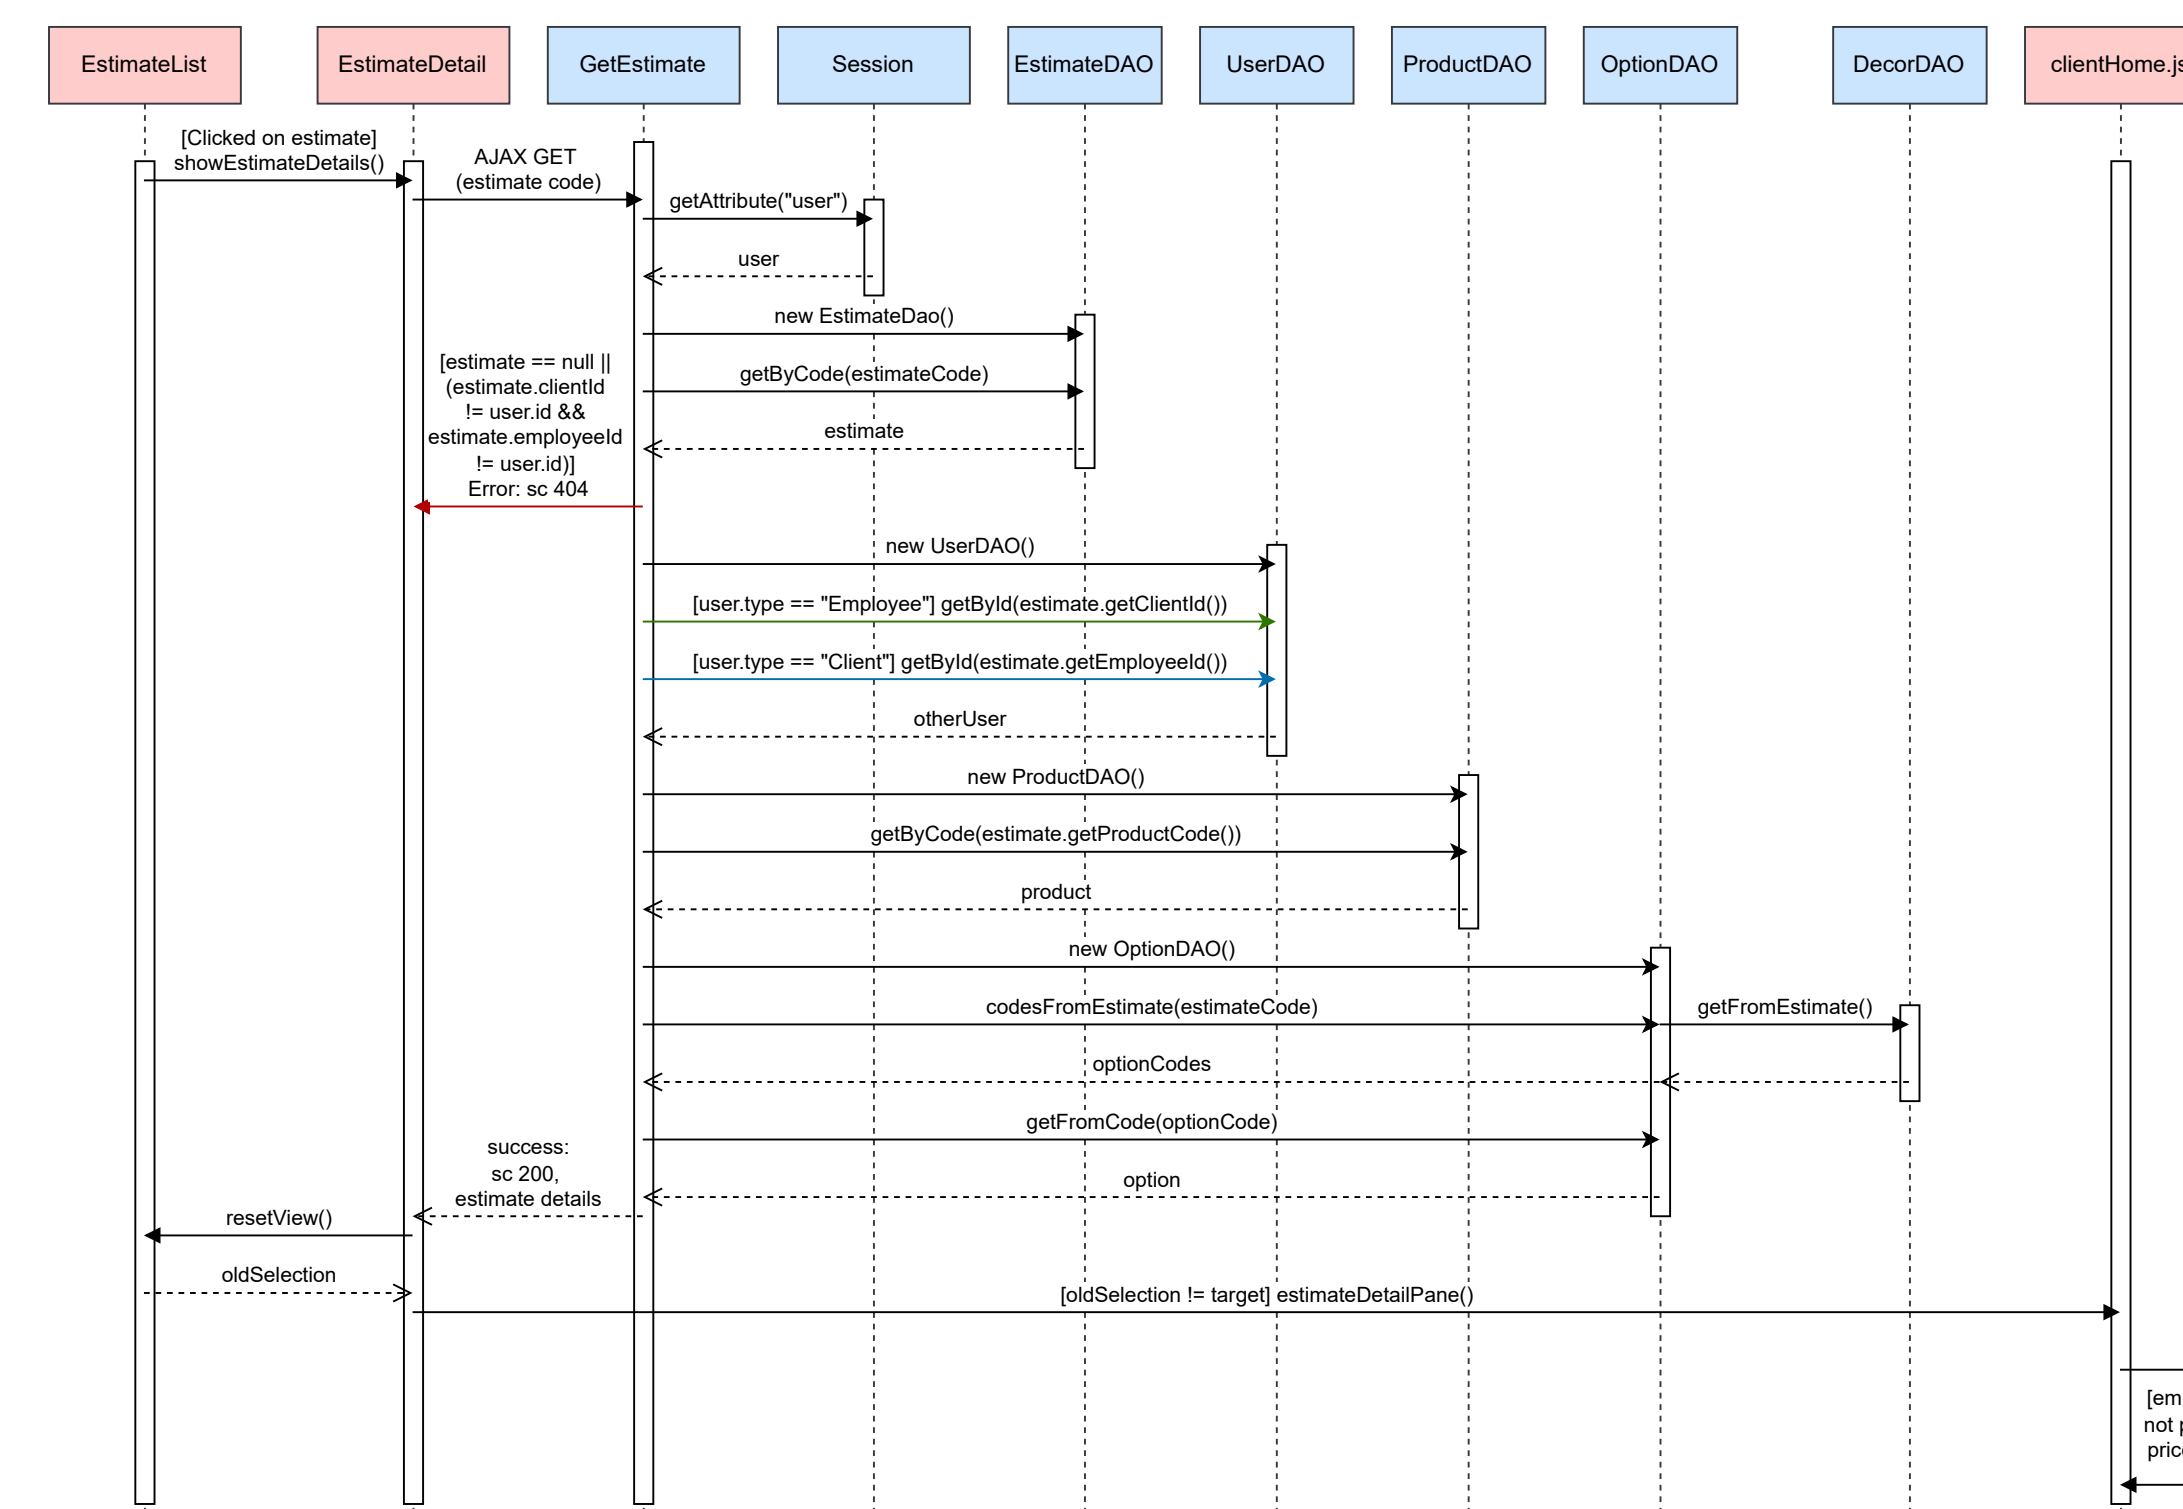 EstimateList
EstimateDetail
GetEstimate
Session
EstimateDAO
UserDAO
ProductDAO
OptionDAO
DecorDAO
clientHome.js
[Clicked on estimate]
showEstimateDetails()
AJAX GET
(estimate code)
getAttribute("user")
user
new EstimateDao()
[estimate == null ||
(estimate.clientId
!= user.id &&
estimate.employeeId
!= user.id)]
Error: sc 404
getByCode(estimateCode)
estimate
new UserDAO()
[user.type == "Employee"] getById(estimate.getClientId())
[user.type == "Client"] getById(estimate.getEmployeeId())
otherUser
new ProductDAO()
getByCode(estimate.getProductCode())
product
new OptionDAO()
codesFromEstimate(estimateCode)
getFromEstimate()
optionCodes
getFromCode(optionCode)
option
success:
sc 200,
estimate details
resetView()
oldSelection
[oldSelection != target] estimateDetailPane()
[em
not